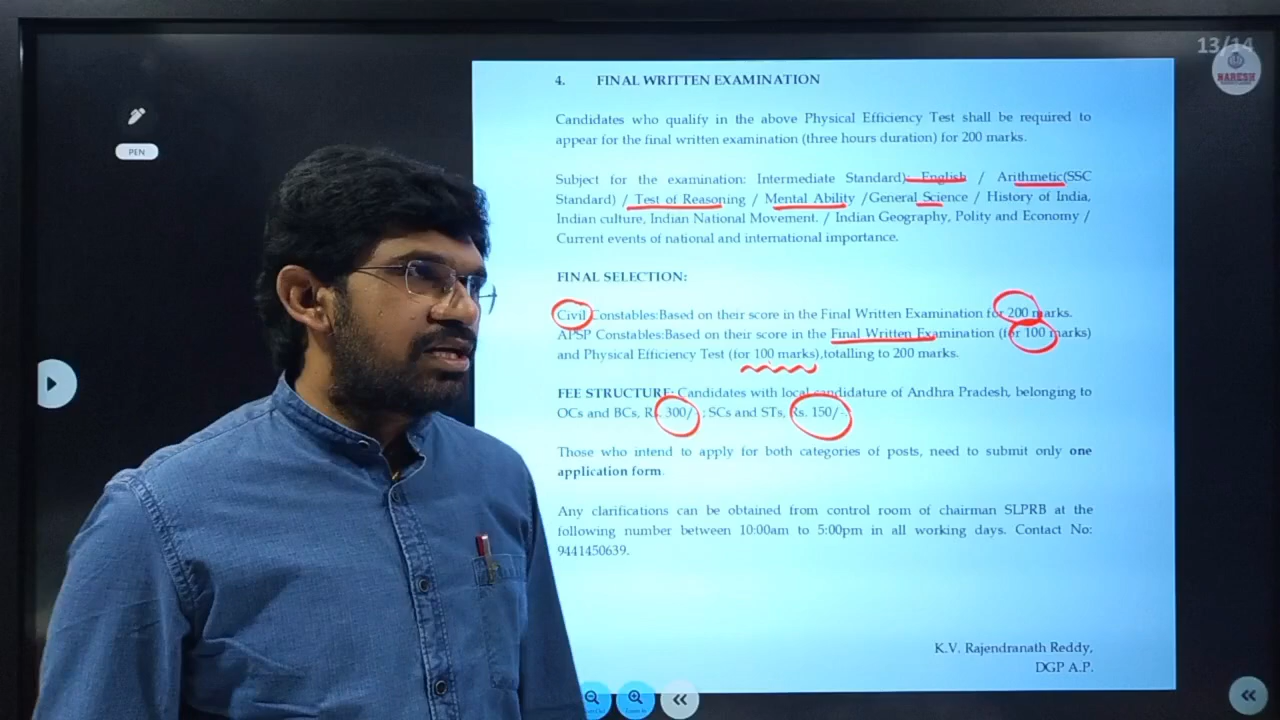 13/14
NARESH
PEN
4. FINAL WRITTEN EXAMINATION
Candidates who qualify in the above Physical Efficiency Test shall be required to
appear for the final written examination (three hours duration) for 200 marks.
Subject for the examination: Intermediate Standard): English / Arithmetic(SSC
Standard) / Test of Reasoning / Mental Ability /General Science / History of India,
Indian culture, Indian National Movement. / Indian Geography, Polity and Economy /
Current events of national and international importance.
FINAL SELECTION:
Civil Constables:Based on their score in the Final Written Examination for 200 marks.
APSP Constables:Based on their score in the Final Written Examination (for 100 marks)
and Physical Efficiency Test (for 100 marks),totalling to 200 marks.
FEE STRUCTURE: Candidates with local candidature of Andhra Pradesh, belonging to
OCs and BCs, Rs. 300/- ; SCs and STs, Rs. 150/-.
Those who intend to apply for both categories of posts, need to submit only one
application form.
Any clarifications can be obtained from control room of chairman SLPRB at the
following number between 10:00am to 5:00pm in all working days. Contact No:
9441450639.
K.V. Rajendranath Reddy,
DGP A.P.